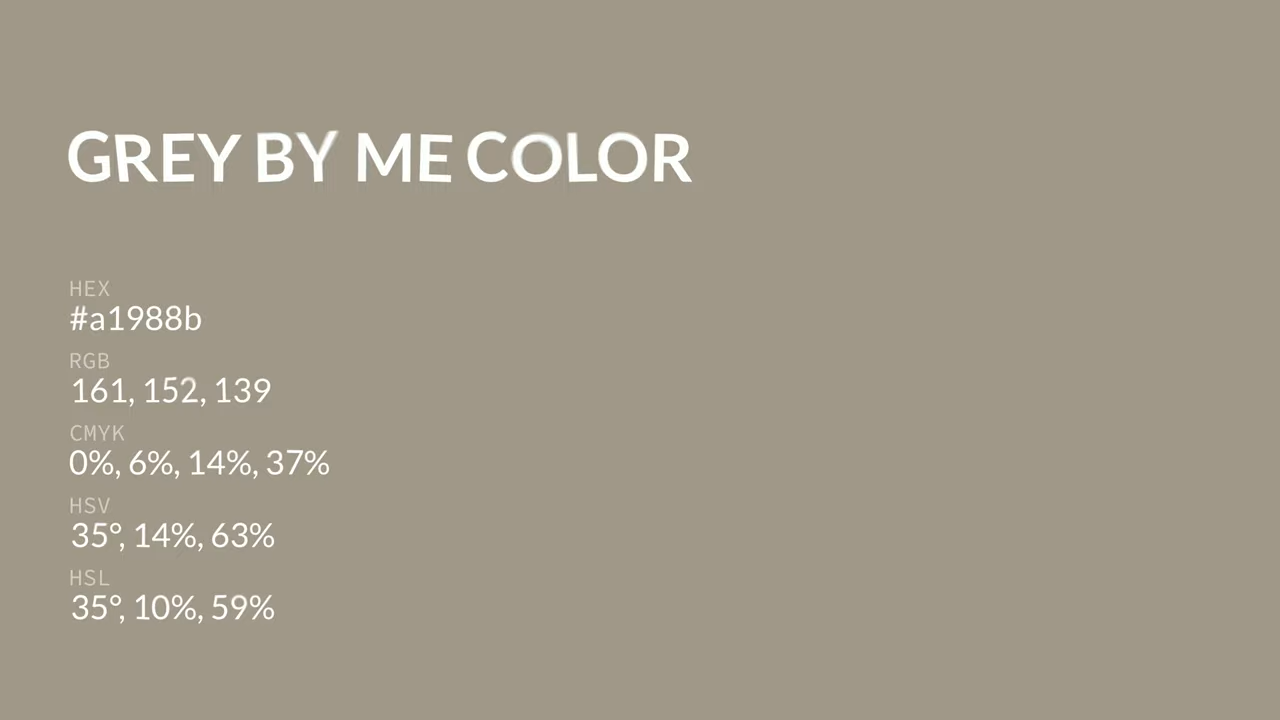 GREY BY ME COLOR
HEX
#a1988b
RGB
161, 152, 139
CMYK
0%, 6%, 14%, 37%
HSV
35°, 14%, 63%
HSL
35°, 10%, 59%